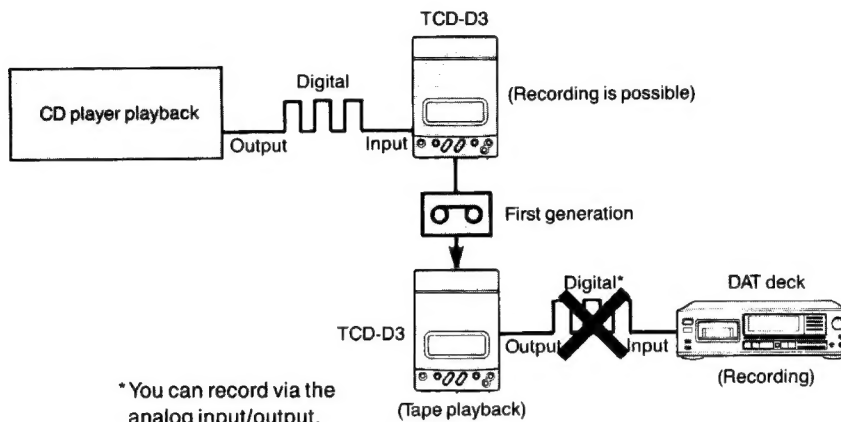 TCD-D3
Digital
CD player playback
(Recording is possible)
Output
Input
First generation
Digital*
DAT deck
TCD-D3
Output
Input
(Recording)
*You can record via the
analog input/output.
(Tape playback)